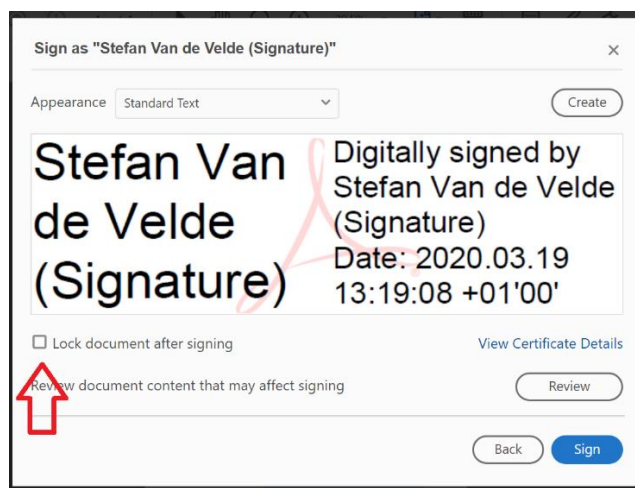 Sign as "Stefan Van de Velde (Signature)"
Appearance Standard Text Create
Stefan Van
de Velde
(Signature)
Digitally signed by
Stefan Van de Velde
(Signature)
Date: 2020.03.19
13:19:08 +01'00'
Lock document after signing View Certificate Details
Review document content that may affect signing Review
Back Sign